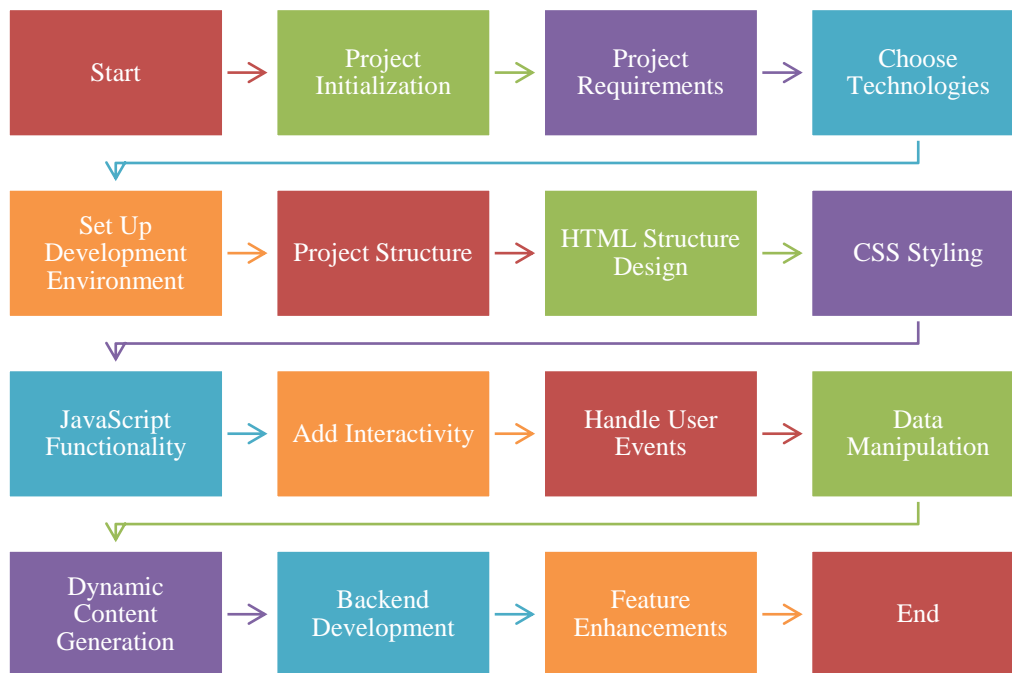 Start
Project
Initialization
Project
Requirements
Choose
Technologies
Set Up
Development
Environment
Project Structure
HTML Structure
Design
CSS Styling
JavaScript
Functionality
Add Interactivity
Handle User
Events
Data
Manipulation
Dynamic
Content
Generation
Backend
Development
Feature
Enhancements
End